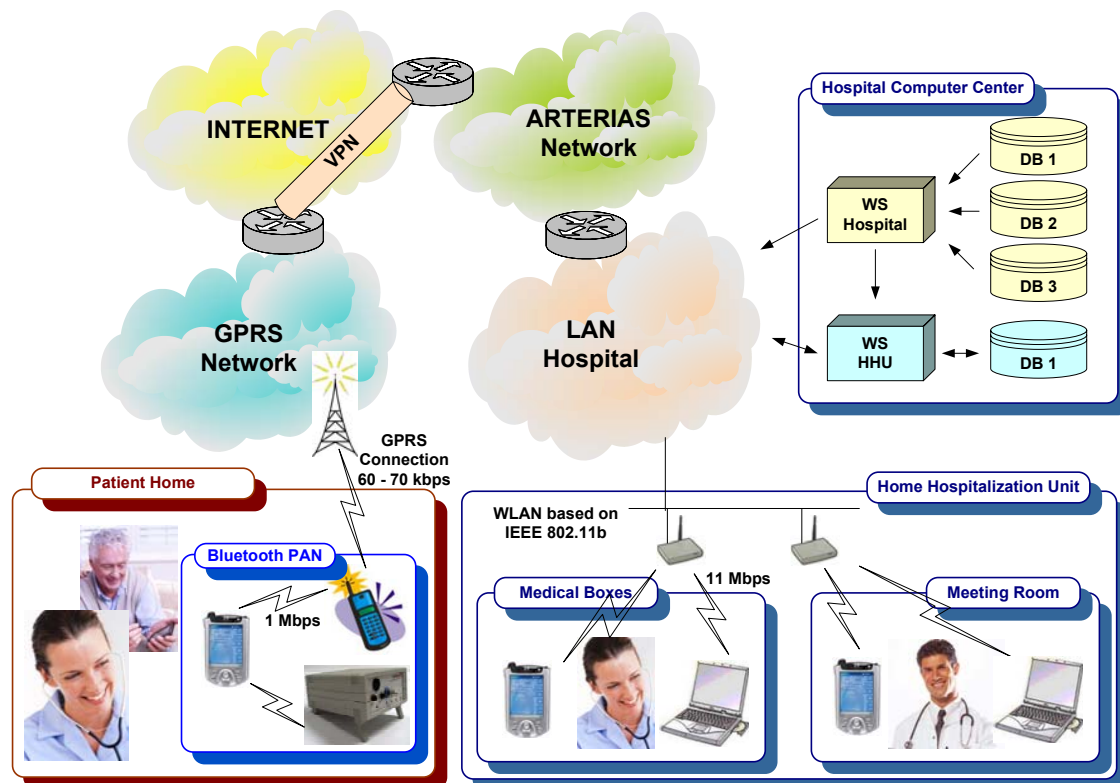 INTERNET
VPN
ARTERIAS
Network
GPRS
Network
LAN
Hospital
Hospital Computer Center
WS
Hospital
DB 1
DB 2
DB 3
WS
HHU
DB 1
GPRS
Connection
60 - 70 kbps
Patient Home
Bluetooth PAN
1 Mbps
Home Hospitalization Unit
WLAN based on
IEEE 802.11b
11 Mbps
Medical Boxes
Meeting Room